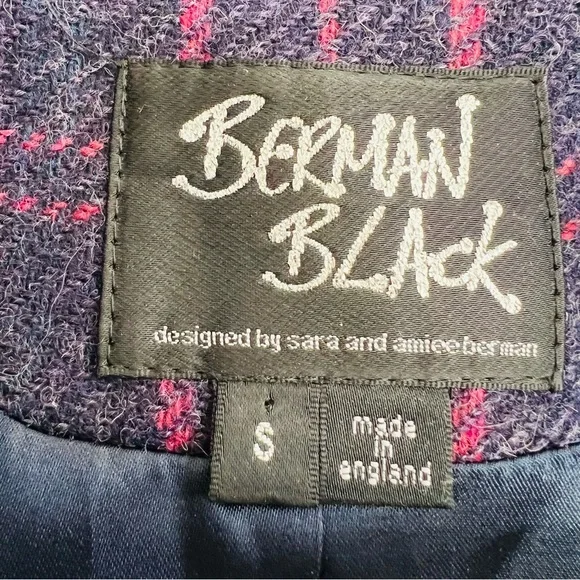 BERMAN
BLACK
designed by sara and amiee berman
S
made
in
england